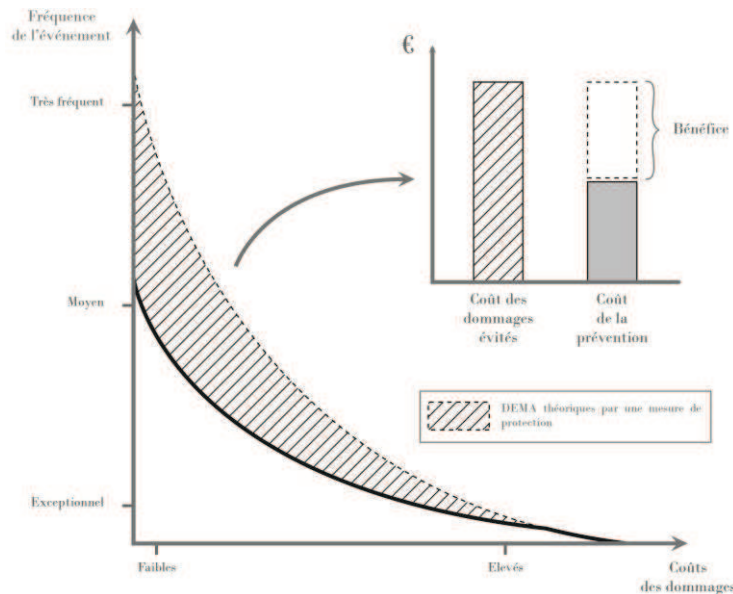 Fréquence
de l'événement
Très fréquent
Moyen
Exceptionnel
Faibles
Elevés
Coûts
des dommages
€
Bénéfice
Coût des
dommages
évités
Coût
de la
prévention
DEMA théoriques par une mesure de
protection